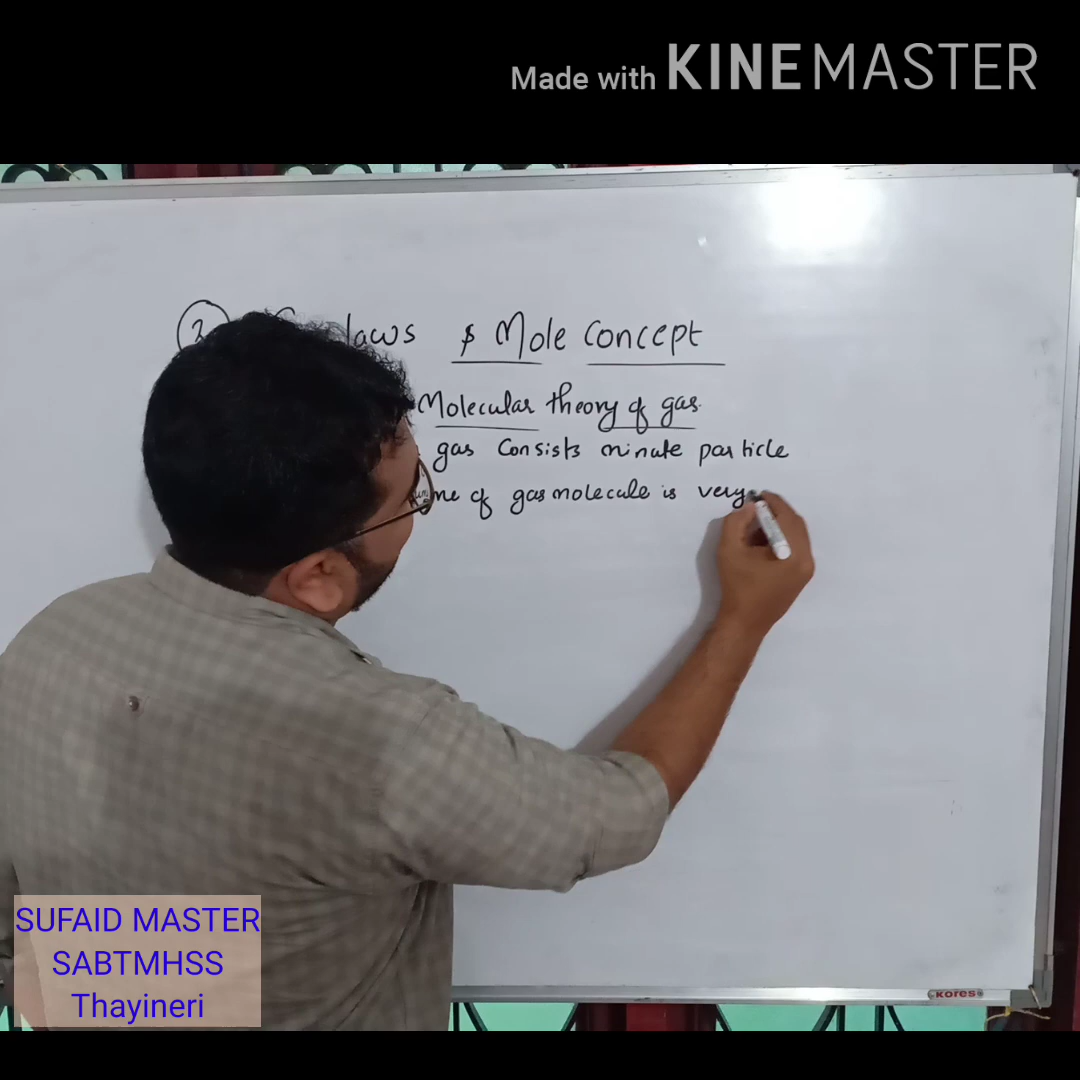 Made with KINEMASTER
laws & Mole Concept
Molecular theory of gas.
gas Consists minute particle
me of gas molecule is very
SUFAID MASTER
SABTMHSS
Thayineri
KORES